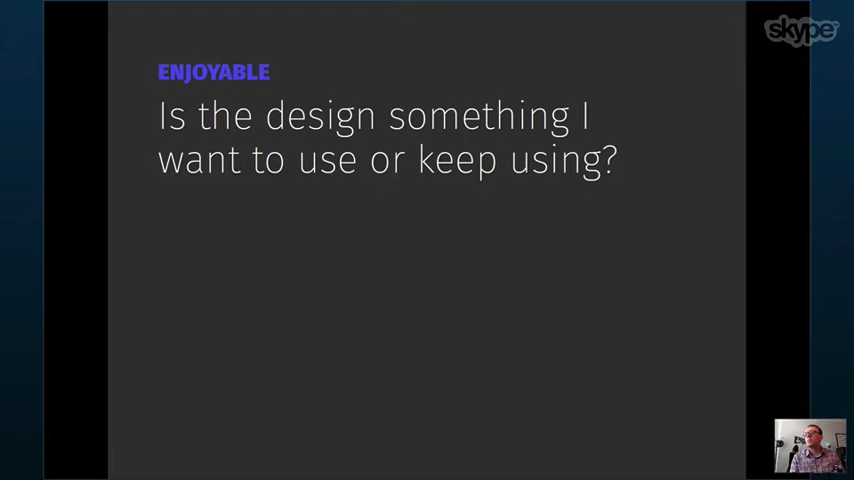 skype
ENJOYABLE
Is the design something I
want to use or keep using?